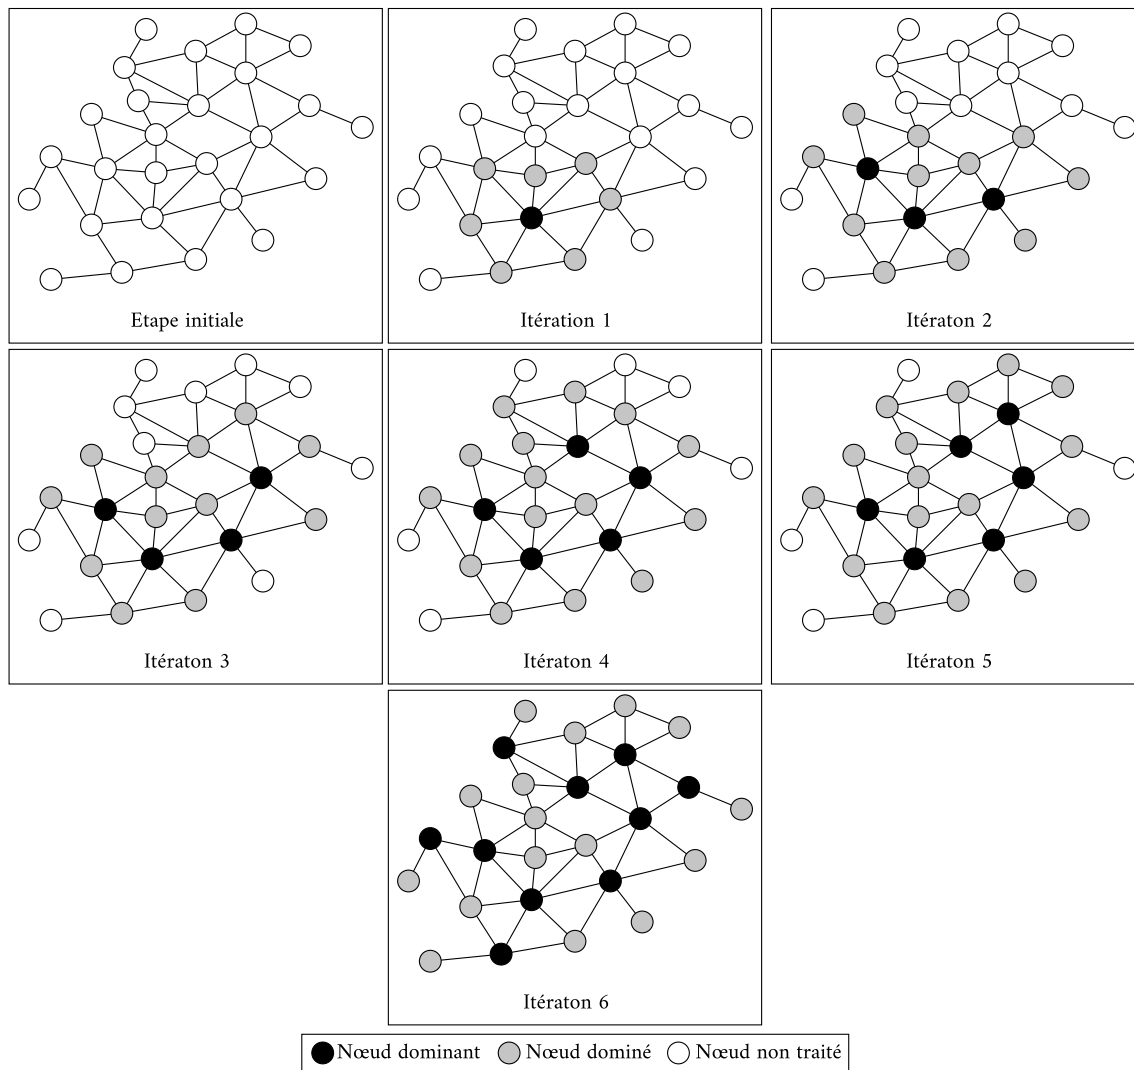 Etape initiale
Itération 1
Itératon 2
Itératon 3
Itératon 4
Itératon 5
Itératon 6
Nœud dominant Nœud dominé Nœud non traité